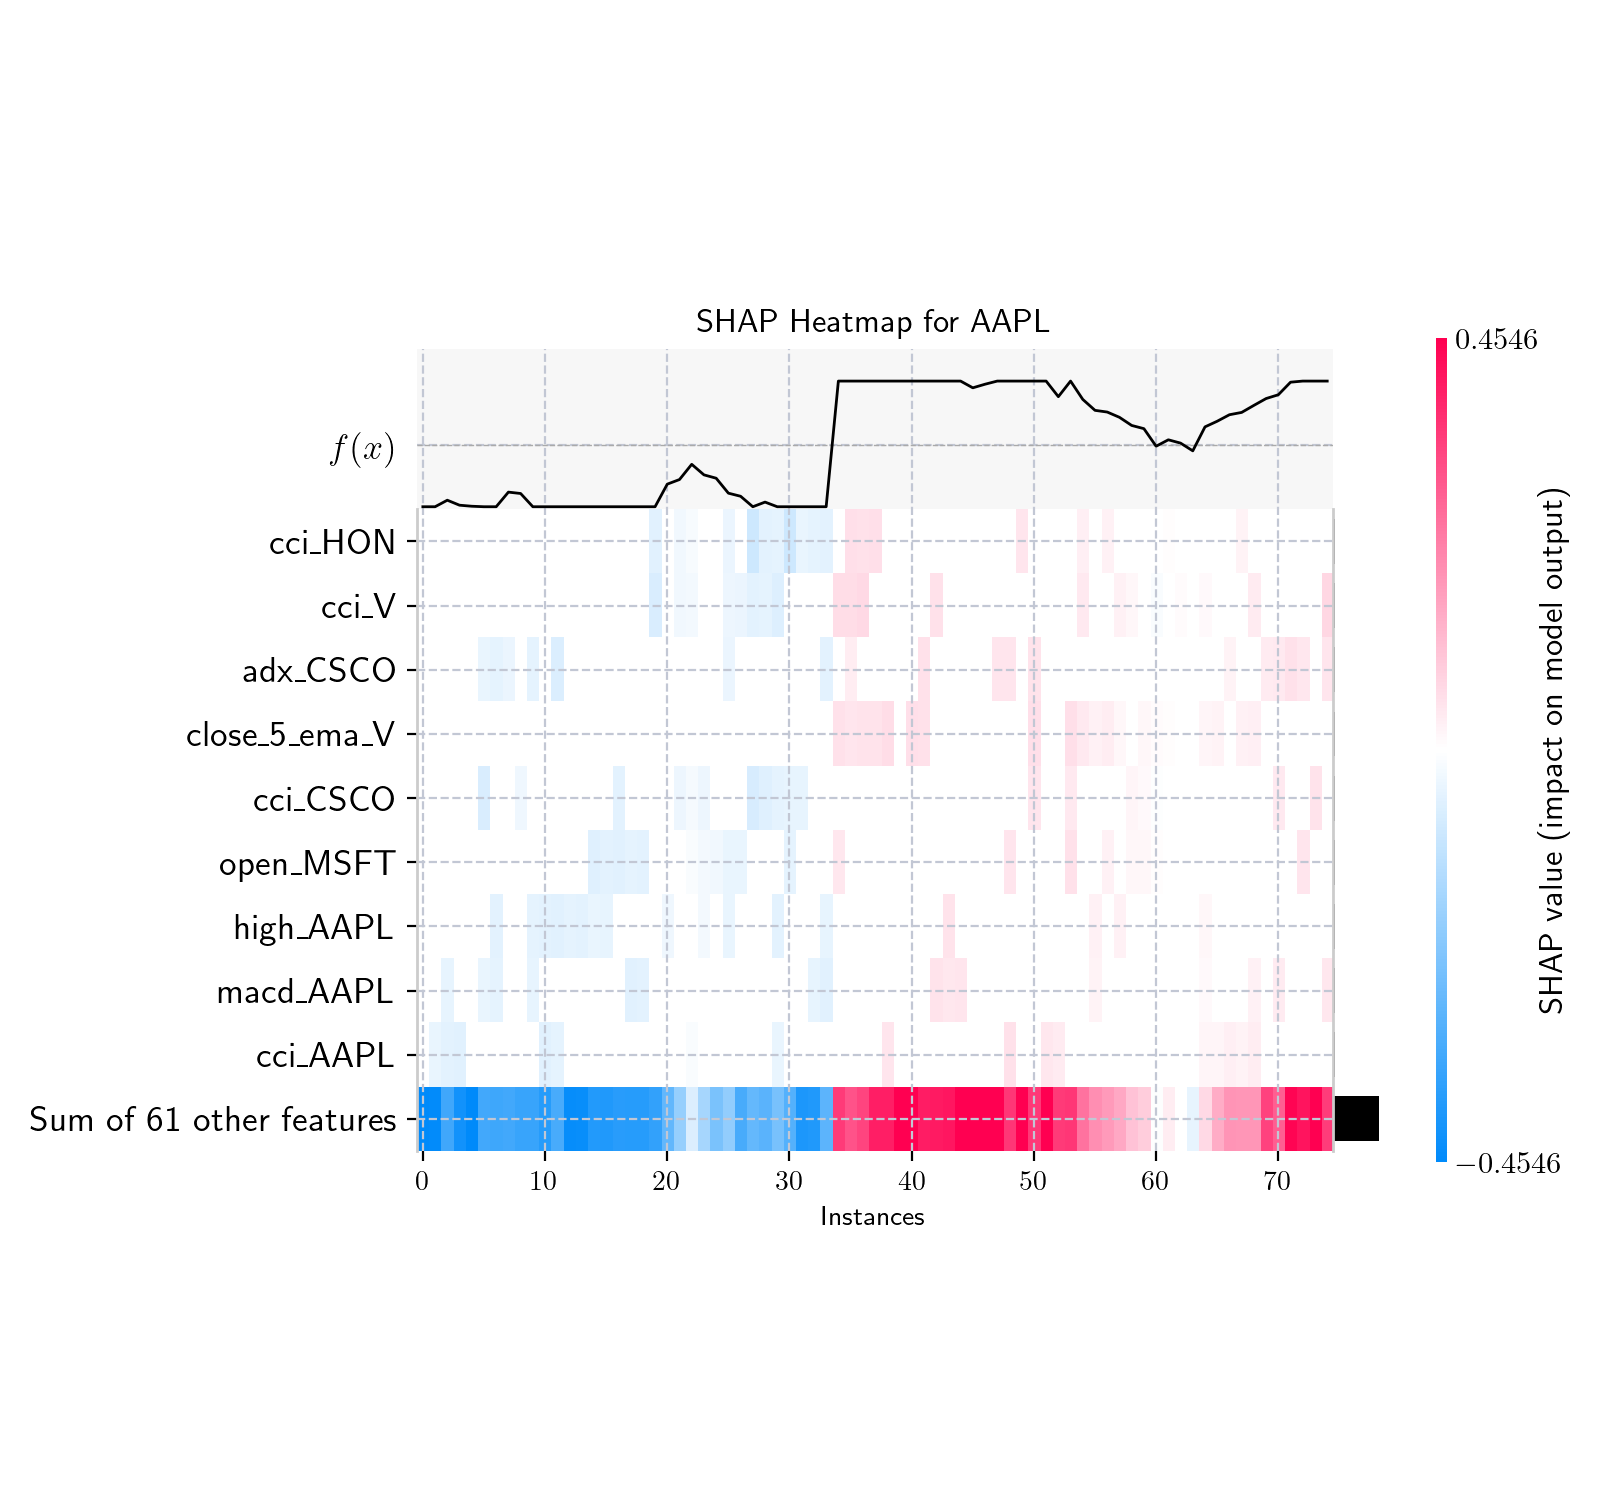 SHAP Heatmap for AAPL
0.4546
f(x)
cci_HON
cci_V
adx_CSCO
close_5_ema_V
cci_CSCO
open_MSFT
high_AAPL
macd_AAPL
cci_AAPL
Sum of 61 other features
SHAP value (impact on model output)
−0.4546
0 10 20 30 40 50 60 70
Instances